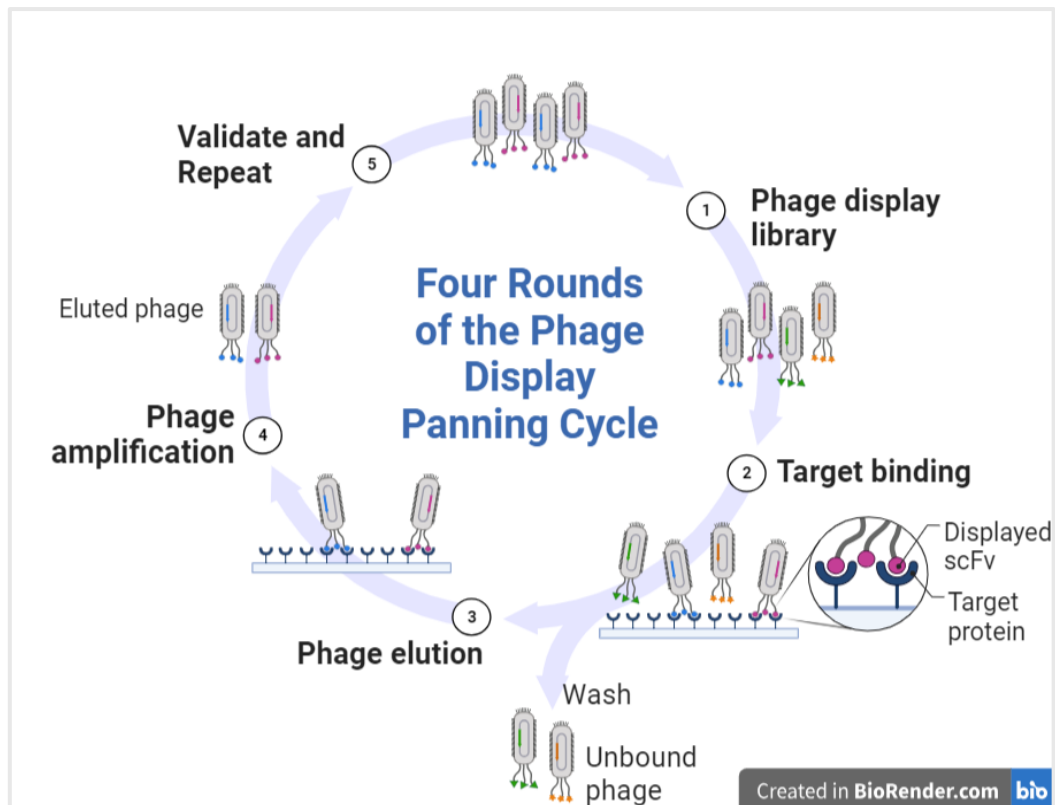 Validate and
Repeat
5
1
Phage display
library
Four Rounds
of the Phage
Display
Panning Cycle
Eluted phage
Phage
amplification
4
2
Target binding
Displayed
scFv
Target
protein
3
Phage elution
Wash
Unbound
phage
Created in BioRender.com bio